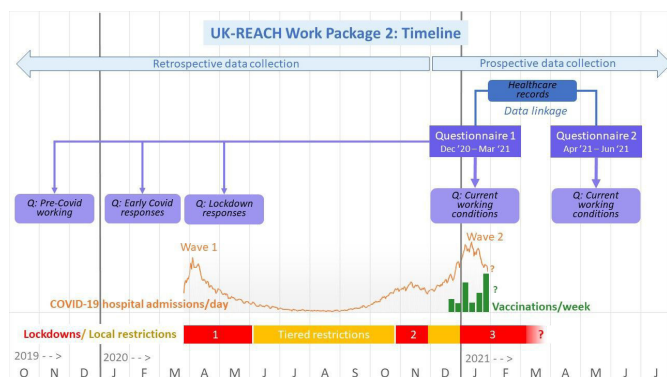 UK-REACH Work Package 2: Timeline
Retrospective data collection
Prospective data collection
Healthcare
records
Data linkage
Questionnaire 1
Dec '20 – Mar '21
Questionnaire 2
Apr '21 – Jun '21
Q: Pre-Covid
working
Q: Early Covid
responses
Q: Lockdown
responses
Q: Current
working
conditions
Q: Current
working
conditions
Wave 1
Wave 2
?
?
COVID-19 hospital admissions/day
Vaccinations/week
Lockdowns/ Local restrictions
1
Tiered restrictions
2
3
?
2019 - - >
2020 - - >
2021 - - >
O N D J F M A M J J A S O N D J F M A M J J